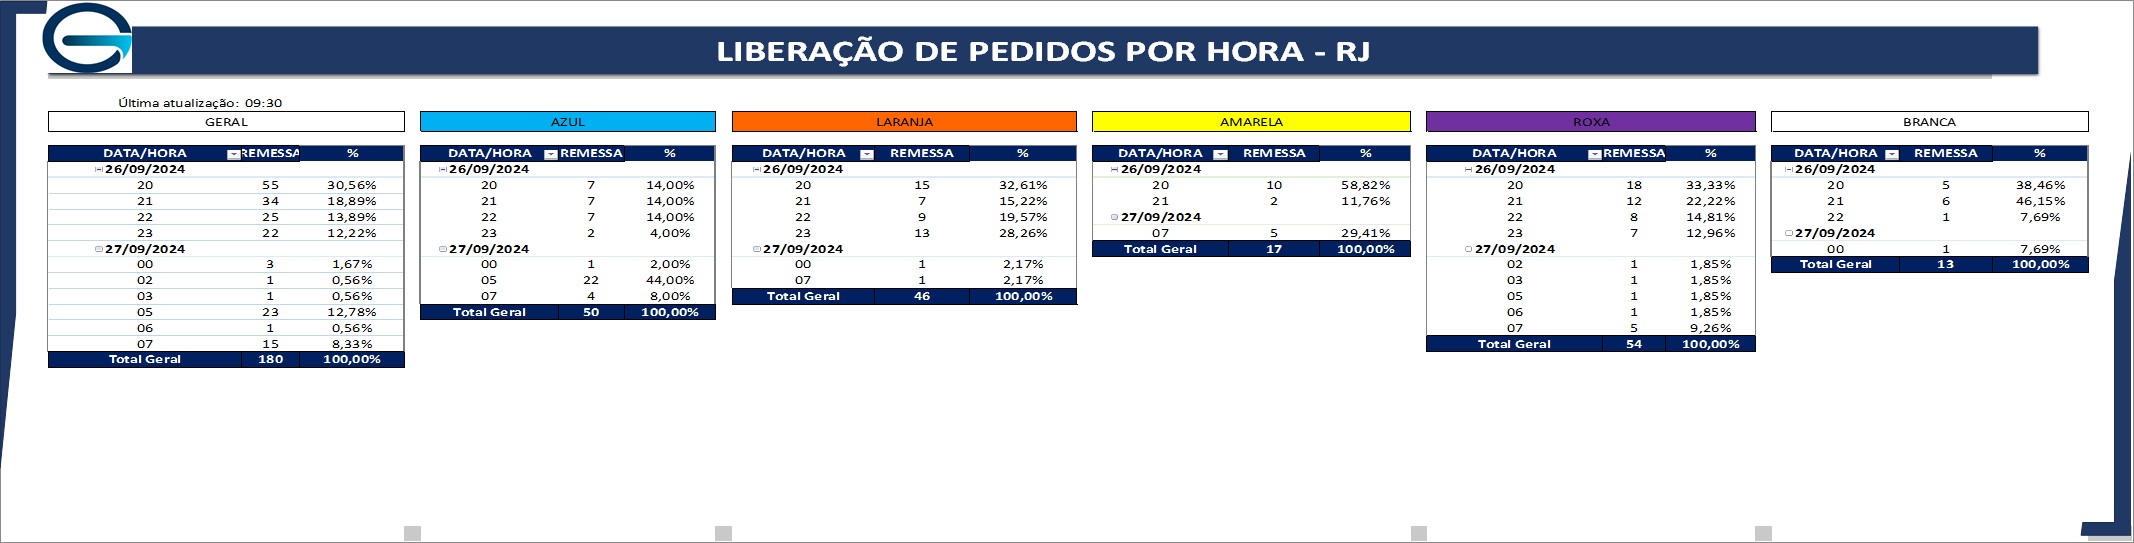 LIBERAÇÃO DE PEDIDOS POR HORA - RJ
Última atualização: 09:30
GERAL
DATA/HORA REMESSA %
26/09/2024
20 55 30,56%
21 34 18,89%
22 25 13,89%
23 22 12,22%
27/09/2024
00 3 1,67%
02 1 0,56%
03 1 0,56%
05 23 12,78%
06 1 0,56%
07 15 8,33%
Total Geral 180 100,00%
AZUL
DATA/HORA REMESSA %
26/09/2024
20 7 14,00%
21 7 14,00%
22 7 14,00%
23 2 4,00%
27/09/2024
00 1 2,00%
05 22 44,00%
07 4 8,00%
Total Geral 50 100,00%
LARANJA
DATA/HORA REMESSA %
26/09/2024
20 15 32,61%
21 7 15,22%
22 9 19,57%
23 13 28,26%
27/09/2024
00 1 2,17%
07 1 2,17%
Total Geral 46 100,00%
AMARELA
DATA/HORA REMESSA %
26/09/2024
20 10 58,82%
21 2 11,76%
27/09/2024
07 5 29,41%
Total Geral 17 100,00%
ROXA
DATA/HORA REMESSA %
26/09/2024
20 18 33,33%
21 12 22,22%
22 8 14,81%
23 7 12,96%
27/09/2024
02 1 1,85%
03 1 1,85%
05 1 1,85%
06 1 1,85%
07 5 9,26%
Total Geral 54 100,00%
BRANCA
DATA/HORA REMESSA %
26/09/2024
20 5 38,46%
21 6 46,15%
22 1 7,69%
27/09/2024
00 1 7,69%
Total Geral 13 100,00%